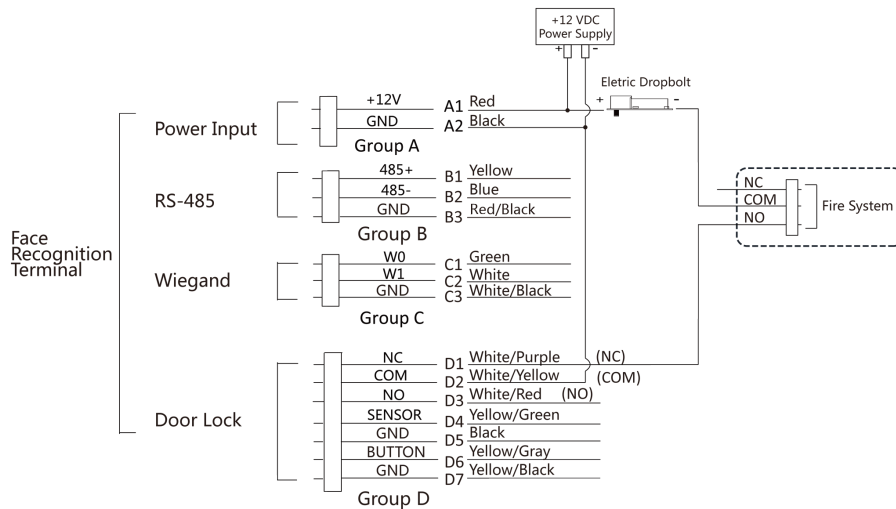 +12 VDC
Power Supply
+ -
Eletric Dropbolt
+ -
Face
Recognition
Terminal
Power Input
+12V A1 Red
GND A2 Black
Group A
RS-485
485+ B1 Yellow
485- B2 Blue
GND B3 Red/Black
Group B
NC
COM
NO
Fire System
Wiegand
W0 C1 Green
W1 C2 White
GND C3 White/Black
Group C
Door Lock
NC D1 White/Purple (NC)
COM D2 White/Yellow (COM)
NO D3 White/Red (NO)
SENSOR D4 Yellow/Green
GND D5 Black
BUTTON D6 Yellow/Gray
GND D7 Yellow/Black
Group D